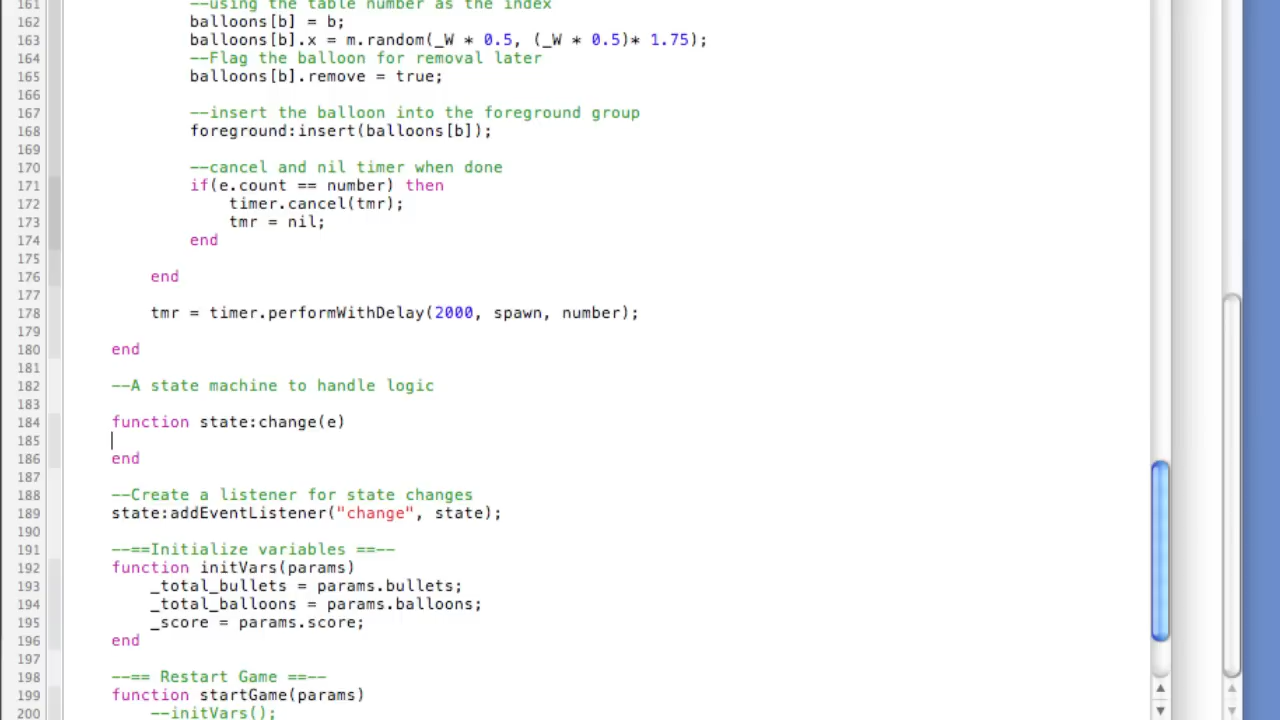 161 --using the table number as the index
162 balloons[b] = b;
163 balloons[b].x = m.random(_W * 0.5, (_W * 0.5)* 1.75);
164 --Flag the balloon for removal later
165 balloons[b].remove = true;
166
167 --insert the balloon into the foreground group
168 foreground:insert(balloons[b]);
169
170 --cancel and nil timer when done
171 if(e.count == number) then
172 timer.cancel(tmr);
173 tmr = nil;
174 end
175
176 end
177
178 tmr = timer.performWithDelay(2000, spawn, number);
179
180 end
181
182 --A state machine to handle logic
183
184 function state:change(e)
185
186 end
187
188 --Create a listener for state changes
189 state:addEventListener("change", state);
190
191 --==Initialize variables ==--
192 function initVars(params)
193 _total_bullets = params.bullets;
194 _total_balloons = params.balloons;
195 _score = params.score;
196 end
197
198 --== Restart Game ==--
199 function startGame(params)
200 --initVars();